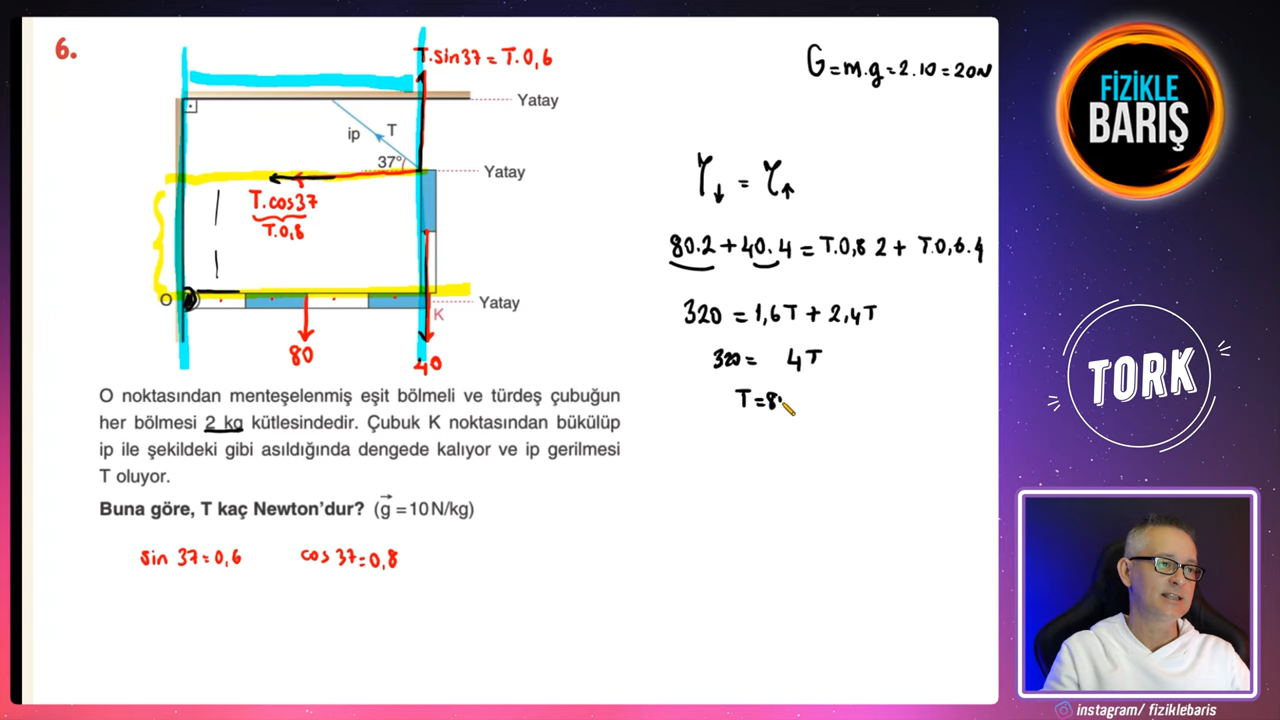 6.
T.sin37 = T.0,6
Yatay
ip
T
37°
Yatay
T.cos37
T.0,8
O
K
Yatay
80
40
O noktasından menteşelenmiş eşit bölmeli ve türdeş çubuğun
her bölmesi 2 kg kütlesindedir. Çubuk K noktasından bükülüp
ip ile şekildeki gibi asıldığında dengede kalıyor ve ip gerilmesi
T oluyor.
Buna göre, T kaç Newton'dur? (g = 10 N/kg)
sin 37 = 0,6 cos 37 = 0,8
G = m.g = 2.10 = 20N
τ↓ = τ↑
80.2 + 40.4 = T.0,8 2 + T.0,6.4
320 = 1,6T + 2,4T
320 = 4T
T = 8
FİZİKLE
BARIŞ
TORK
instagram/ fiziklebaris